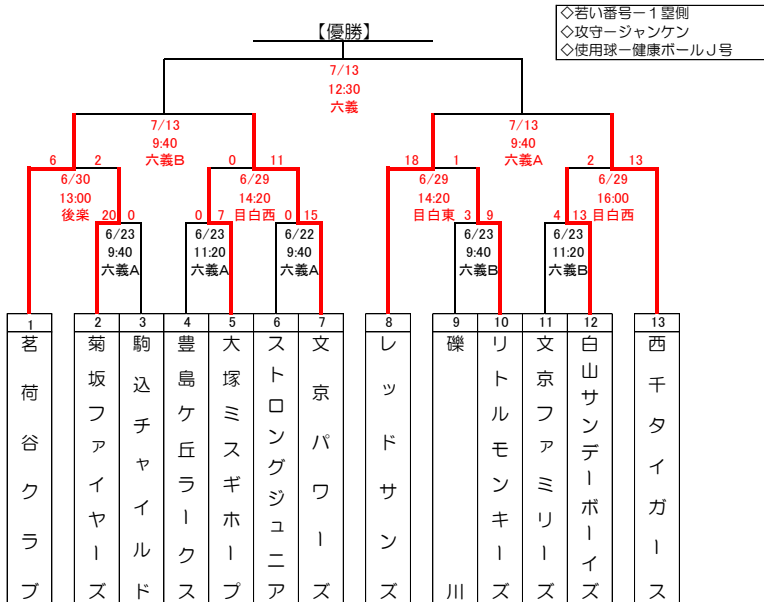 【優勝】
◇若い番号ー１塁側
◇攻守ージャンケン
◇使用球ー健康ボールＪ号
7/13
12:30
六義
7/13
9:40
六義B
7/13
9:40
六義A
6
2
6/30
13:00
後楽
0
11
6/29
14:20
目白西
18
1
6/29
14:20
目白東
2
13
6/29
16:00
目白西
20
0
6/23
9:40
六義A
0
7
6/23
11:20
六義A
0
15
6/22
9:40
六義A
3
9
6/23
9:40
六義B
4
13
6/23
11:20
六義B
1
茗荷谷クラブ
2
菊坂ファイヤーズ
3
駒込チャイルド
4
豊島ケ丘ラークス
5
大塚ミスギホープ
6
ストロングジュニア
7
文京パワーズ
8
レッドサンズ
9
礫川
10
リトルモンキーズ
11
文京ファミリーズ
12
白山サンデーボーイズ
13
西千タイガース